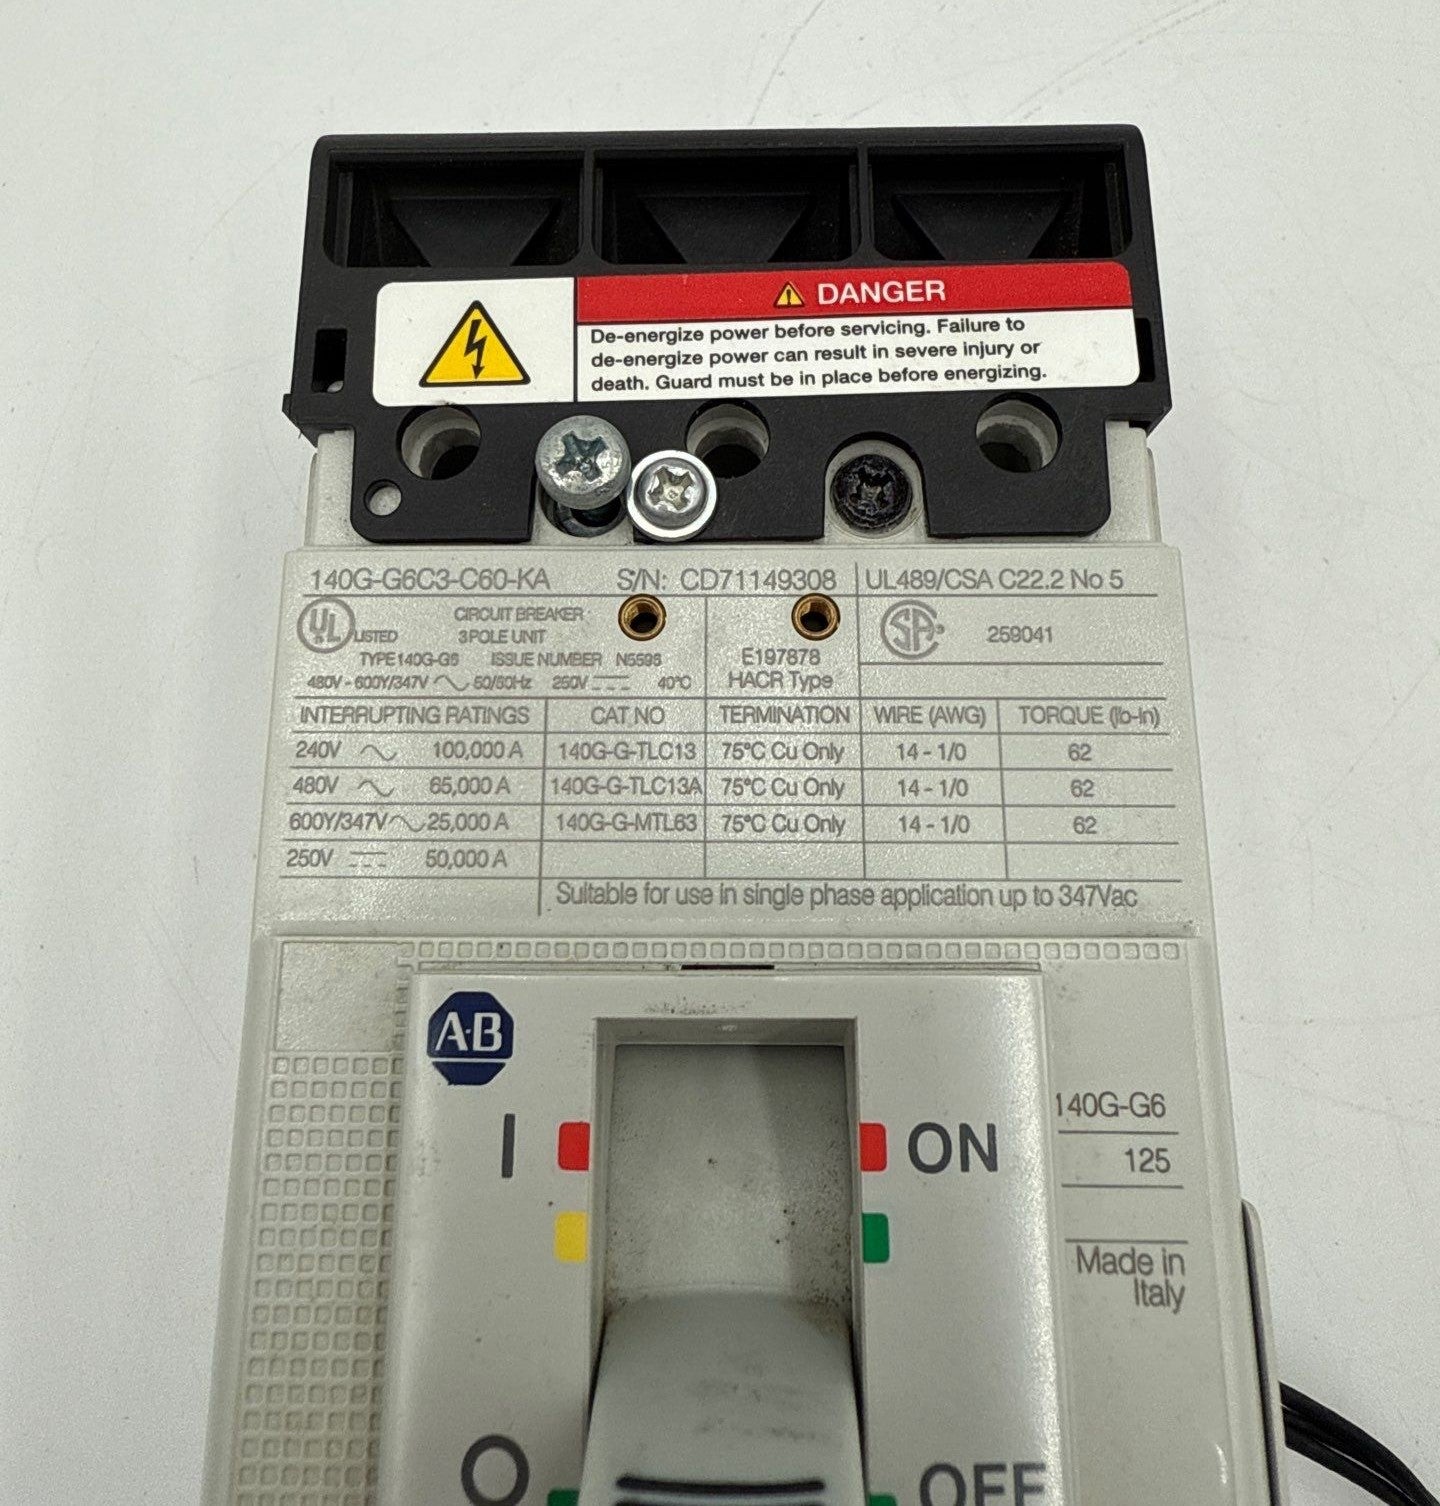 DANGER
De-energize power before servicing. Failure to
de-energize power can result in severe injury or
death. Guard must be in place before energizing.
140G-G6C3-C60-KA S/N: CD71149308 UL489/CSA C22.2 No 5
UL LISTED CIRCUIT BREAKER
3 POLE UNIT SA 259041
TYPE 140G-G6 ISSUE NUMBER N5598 E197878
480V - 600Y/347V 50/60Hz 250V 40°C HACR Type
INTERRUPTING RATINGS CAT NO TERMINATION WIRE (AWG) TORQUE (lb-in)
240V 100,000 A 140G-G-TLC13 75°C Cu Only 14 - 1/0 62
480V 65,000 A 140G-G-TLC13A 75°C Cu Only 14 - 1/0 62
600Y/347V 25,000 A 140G-G-MTL63 75°C Cu Only 14 - 1/0 62
250V 50,000 A
Suitable for use in single phase application up to 347Vac
A-B
I ON
140G-G6
125
Made in
Italy
O OFF